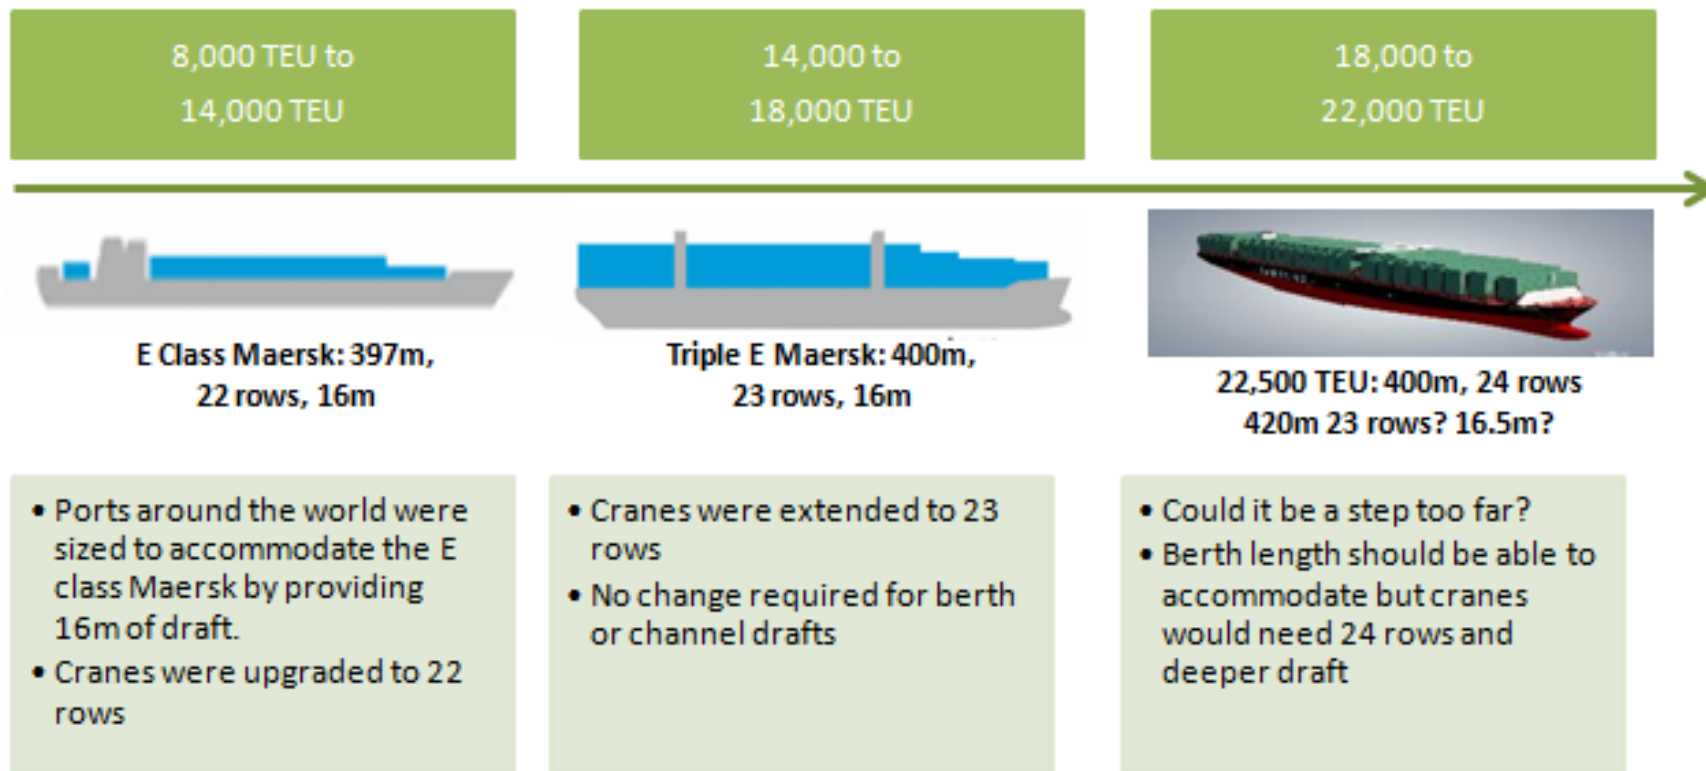 8,000 TEU to
14,000 TEU
14,000 to
18,000 TEU
18,000 to
22,000 TEU
E Class Maersk: 397m,
22 rows, 16m
Triple E Maersk: 400m,
23 rows, 16m
22,500 TEU: 400m, 24 rows
420m 23 rows? 16.5m?
• Ports around the world were
sized to accommodate the E
class Maersk by providing
16m of draft.
• Cranes were upgraded to 22
rows
• Cranes were extended to 23
rows
• No change required for berth
or channel drafts
• Could it be a step too far?
• Berth length should be able to
accommodate but cranes
would need 24 rows and
deeper draft